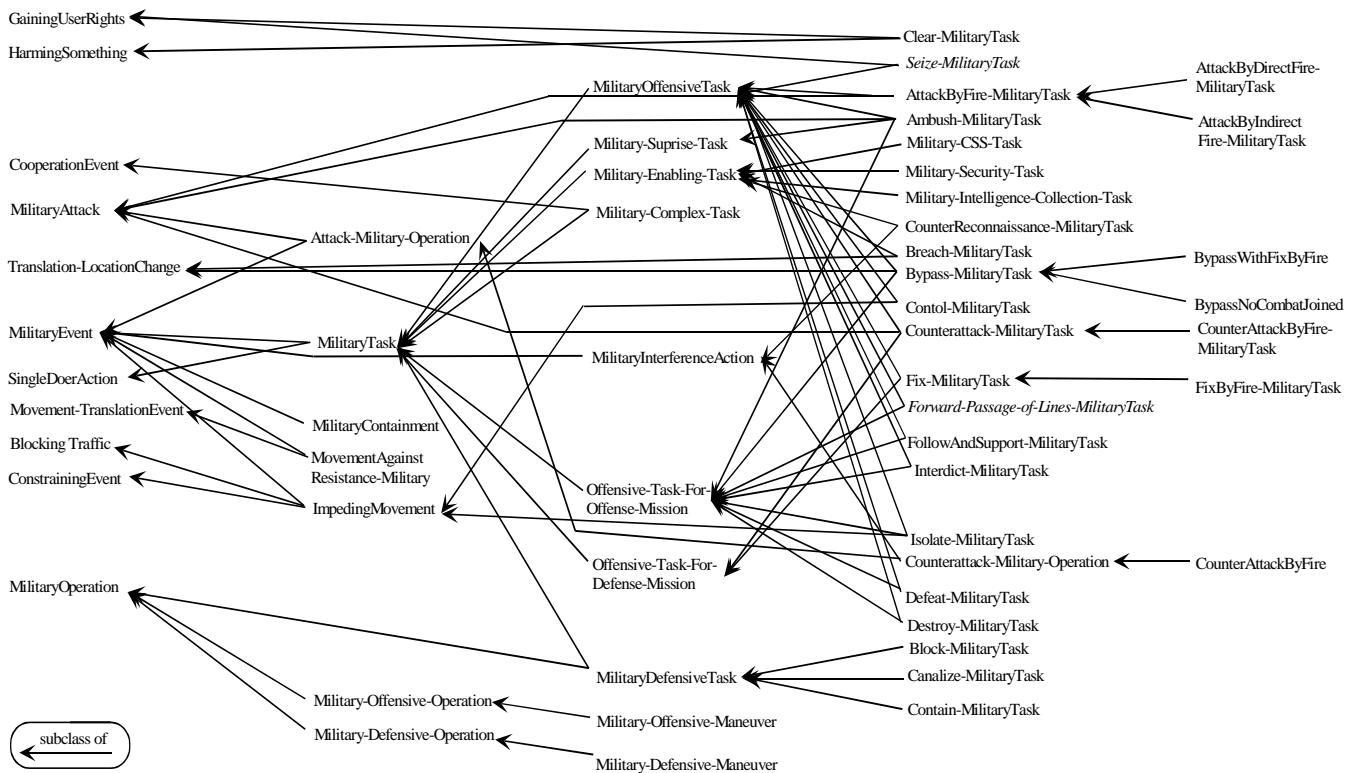 GainingUserRights
HarmingSomething
CooperationEvent
MilitaryAttack
Translation-LocationChange
MilitaryEvent
SingleDoerAction
Movement-TranslationEvent
Blocking Traffic
ConstrainingEvent
MilitaryOperation
subclass of
Attack-Military-Operation
MilitaryTask
MilitaryContainment
MovementAgainst
Resistance-Military
ImpedingMovement
Military-Offensive-Operation
Military-Defensive-Operation
MilitaryOffensiveTask
Military-Suprise-Task
Military-Enabling-Task
Military-Complex-Task
MilitaryInterferenceAction
Offensive-Task-For-
Offense-Mission
Offensive-Task-For-
Defense-Mission
MilitaryDefensiveTask
Military-Offensive-Maneuver
Military-Defensive-Maneuver
Clear-MilitaryTask
Seize-MilitaryTask
AttackByFire-MilitaryTask
Ambush-MilitaryTask
Military-CSS-Task
Military-Security-Task
Military-Intelligence-Collection-Task
CounterReconnaissance-MilitaryTask
Breach-MilitaryTask
Bypass-MilitaryTask
Contol-MilitaryTask
Counterattack-MilitaryTask
Fix-MilitaryTask
Forward-Passage-of-Lines-MilitaryTask
FollowAndSupport-MilitaryTask
Interdict-MilitaryTask
Isolate-MilitaryTask
Counterattack-Military-Operation
Defeat-MilitaryTask
Destroy-MilitaryTask
Block-MilitaryTask
Canalize-MilitaryTask
Contain-MilitaryTask
AttackByDirectFire-
MilitaryTask
AttackByIndirect
Fire-MilitaryTask
BypassWithFixByFire
BypassNoCombatJoined
CounterAttackByFire-
MilitaryTask
FixByFire-MilitaryTask
CounterAttackByFire